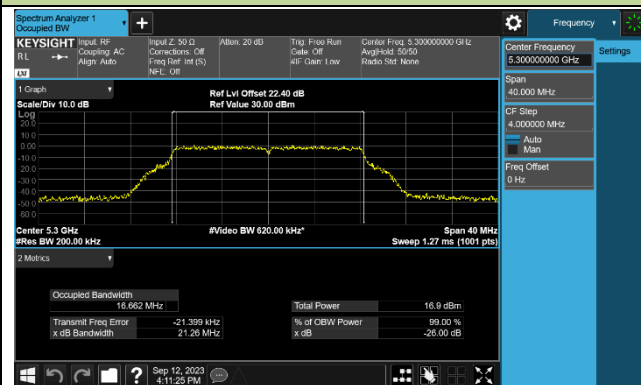 Spectrum Analyzer 1
Occupied BW
+
Frequency
KEYSIGHT
RL
LXI
Input: RF
Coupling: AC
Align: Auto
Input Z: 50 Ω
Corrections: Off
Freq Ref: Int (S)
NFE: Off
Atten: 20 dB
Trig: Free Run
Gate: Off
#IF Gain: Low
Center Freq: 5.300000000 GHz
Avg|Hold: 50/50
Radio Std: None
Center Frequency
5.300000000 GHz
Settings
Span
40.000 MHz
CF Step
4.000000 MHz
Auto
Man
Freq Offset
0 Hz
1 Graph
Scale/Div 10.0 dB
Ref Lvl Offset 22.40 dB
Ref Value 30.00 dBm
Log
20.0
10.0
0.00
-10.0
-20.0
-30.0
-40.0
-50.0
-60.0
Center 5.3 GHz
#Res BW 200.00 kHz
#Video BW 620.00 kHz*
Span 40 MHz
Sweep 1.27 ms (1001 pts)
2 Metrics
Occupied Bandwidth
16.662 MHz
Total Power 16.9 dBm
Transmit Freq Error -21.399 kHz
% of OBW Power 99.00 %
x dB Bandwidth 21.26 MHz
x dB -26.00 dB
?
Sep 12, 2023
4:11:25 PM